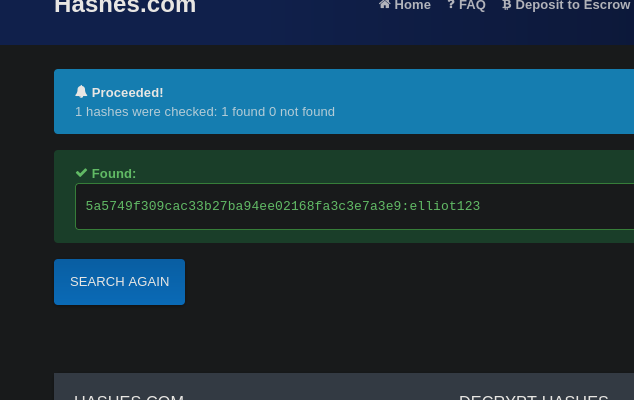 Hashes.com
Home ? FAQ Deposit to Escrow
Proceeded!
1 hashes were checked: 1 found 0 not found
Found:
5a5749f309cac33b27ba94ee02168fa3c3e7a3e9:elliot123
SEARCH AGAIN
HASHES.COM DECRYPT HASHES